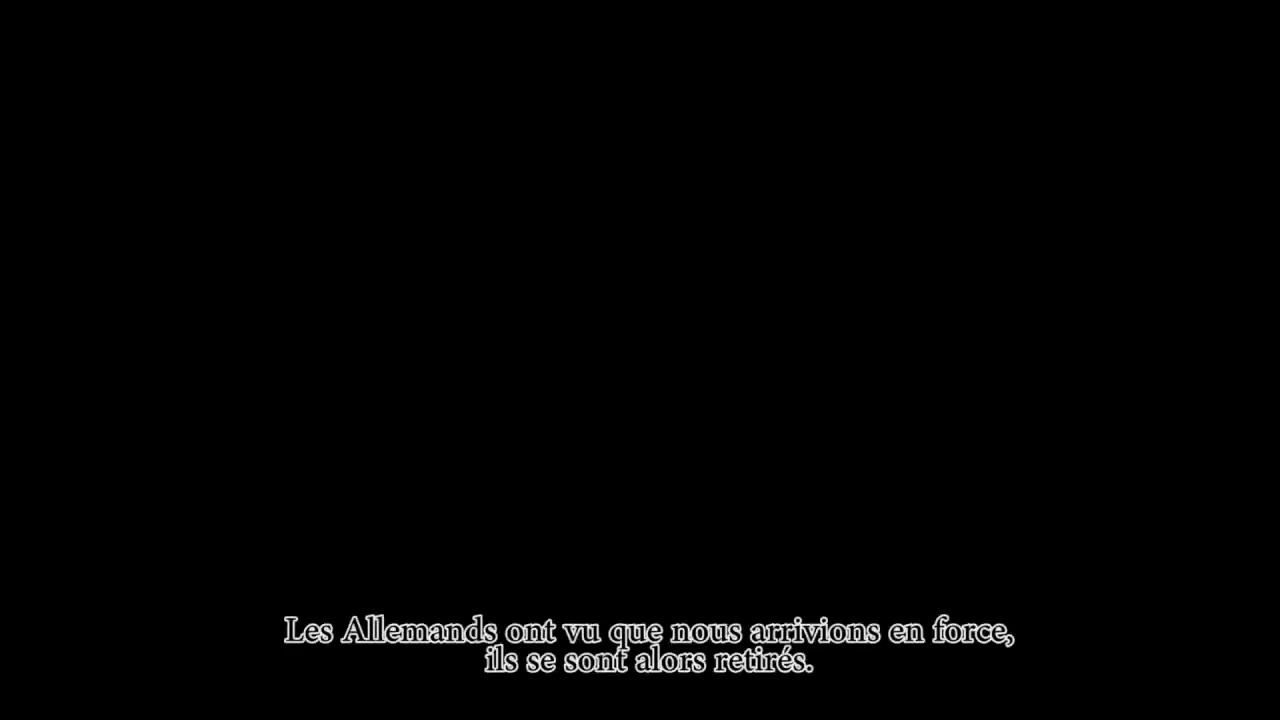 Les Allemands ont vu que nous arrivions en force,
ils se sont alors retirés.